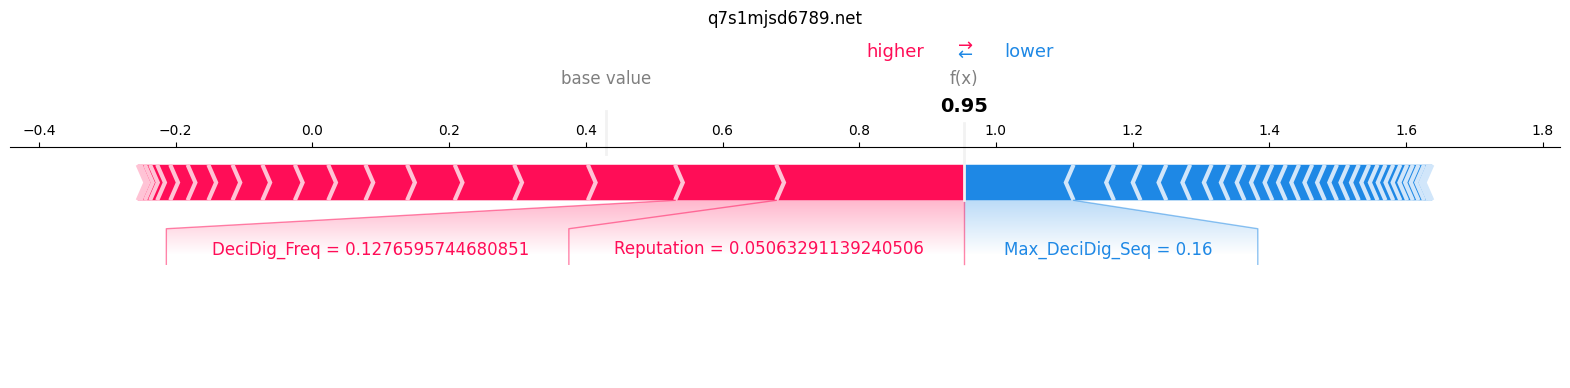 q7s1mjsd6789.net
higher ⇄ lower
base value f(x)
0.95
−0.4 −0.2 0.0 0.2 0.4 0.6 0.8 1.0 1.2 1.4 1.6 1.8
DeciDig_Freq = 0.1276595744680851 Reputation = 0.05063291139240506 Max_DeciDig_Seq = 0.16